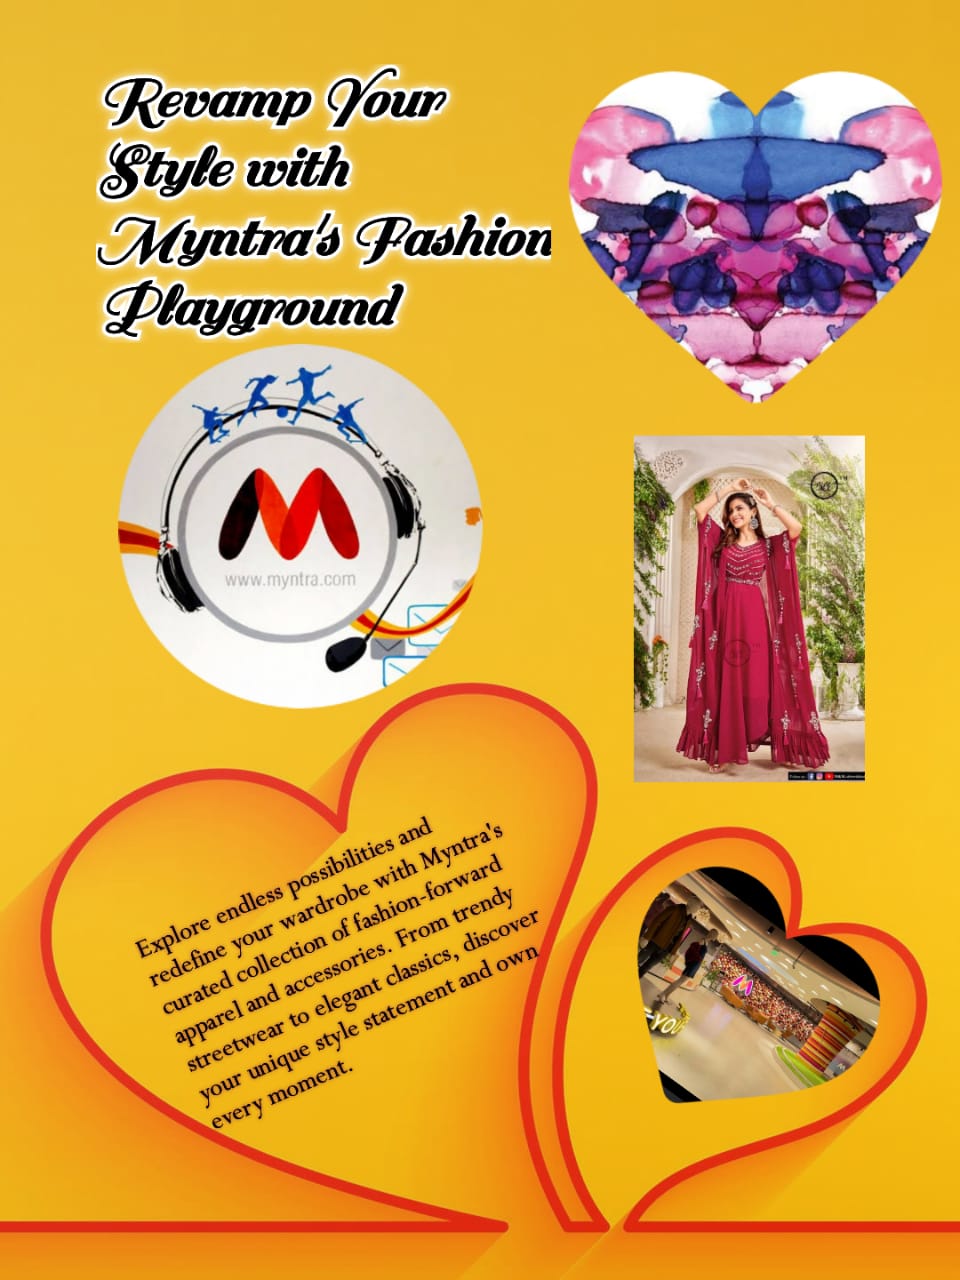 Revamp Your
Style with
Myntra's Fashion
Playground
www.myntra.com
Explore endless possibilities and
redefine your wardrobe with Myntra's
curated collection of fashion-forward
apparel and accessories. From trendy
streetwear to elegant classics, discover
your unique style statement and own
every moment.